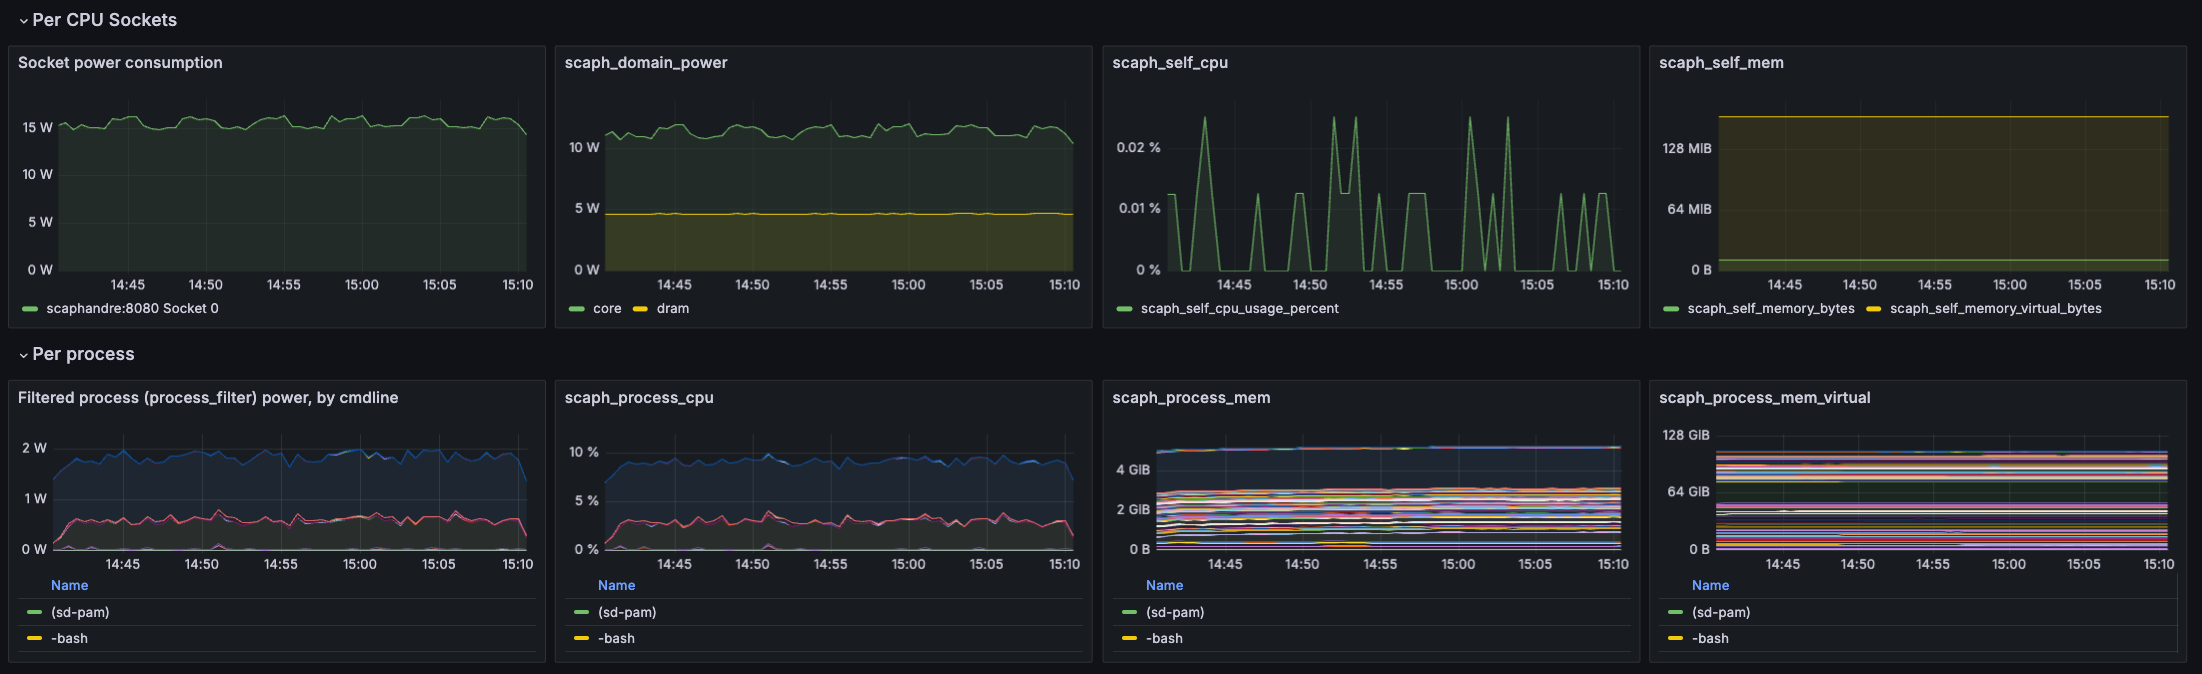 Per CPU Sockets
Socket power consumption
15 W
10 W
5 W
0 W
14:45 14:50 14:55 15:00 15:05 15:10
scaphandre:8080 Socket 0
scaph_domain_power
10 W
5 W
0 W
14:45 14:50 14:55 15:00 15:05 15:10
core dram
scaph_self_cpu
0.02 %
0.01 %
0 %
14:45 14:50 14:55 15:00 15:05 15:10
scaph_self_cpu_usage_percent
scaph_self_mem
128 MiB
64 MiB
0 B
14:45 14:50 14:55 15:00 15:05 15:10
scaph_self_memory_bytes scaph_self_memory_virtual_bytes
Per process
Filtered process (process_filter) power, by cmdline
2 W
1 W
0 W
14:45 14:50 14:55 15:00 15:05 15:10
Name
(sd-pam)
-bash
scaph_process_cpu
10 %
5 %
0 %
14:45 14:50 14:55 15:00 15:05 15:10
Name
(sd-pam)
-bash
scaph_process_mem
4 GiB
2 GiB
0 B
14:45 14:50 14:55 15:00 15:05 15:10
Name
(sd-pam)
-bash
scaph_process_mem_virtual
128 GiB
64 GiB
0 B
14:45 14:50 14:55 15:00 15:05 15:10
Name
(sd-pam)
-bash